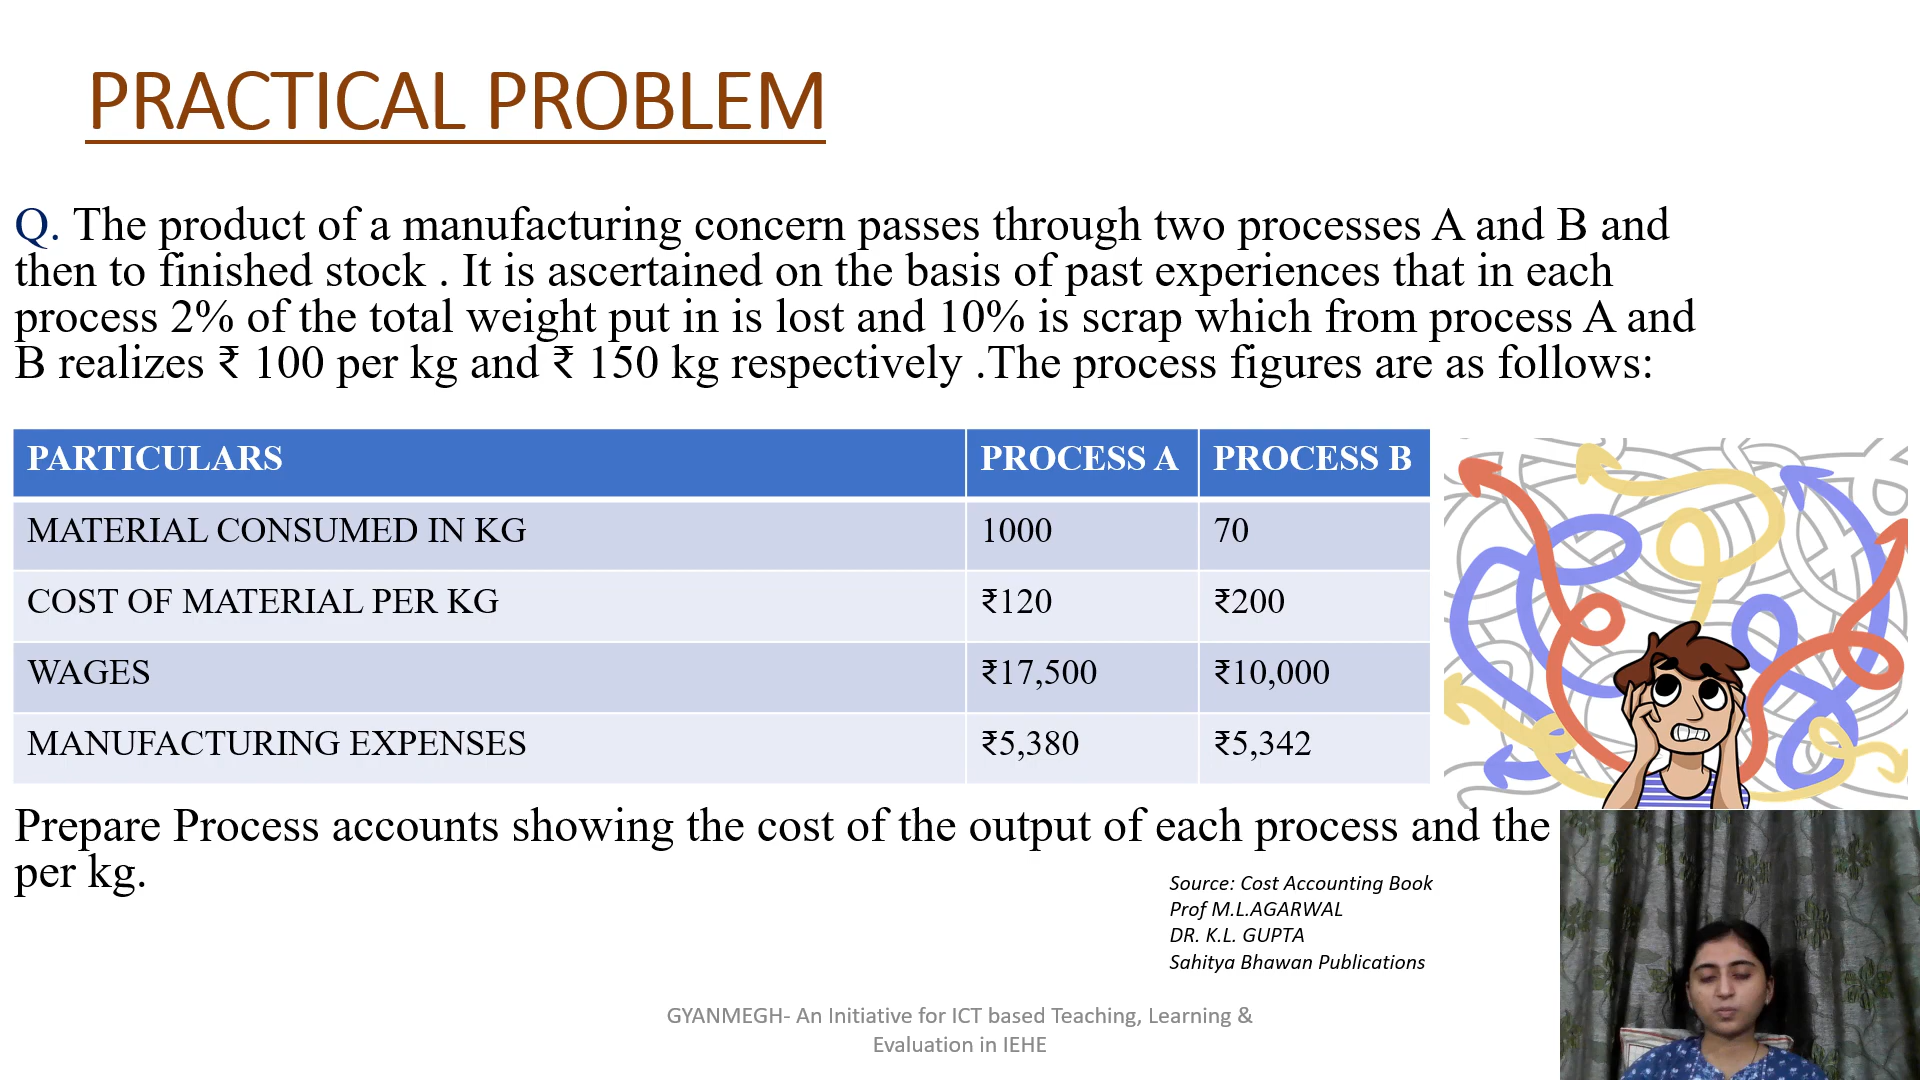 PRACTICAL PROBLEM
Q. The product of a manufacturing concern passes through two processes A and B and
then to finished stock . It is ascertained on the basis of past experiences that in each
process 2% of the total weight put in is lost and 10% is scrap which from process A and
B realizes ₹ 100 per kg and ₹ 150 kg respectively .The process figures are as follows:
PARTICULARS PROCESS A PROCESS B
MATERIAL CONSUMED IN KG 1000 70
COST OF MATERIAL PER KG ₹120 ₹200
WAGES ₹17,500 ₹10,000
MANUFACTURING EXPENSES ₹5,380 ₹5,342
Prepare Process accounts showing the cost of the output of each process and the
per kg.
Source: Cost Accounting Book
Prof M.L.AGARWAL
DR. K.L. GUPTA
Sahitya Bhawan Publications
GYANMEGH- An Initiative for ICT based Teaching, Learning &
Evaluation in IEHE